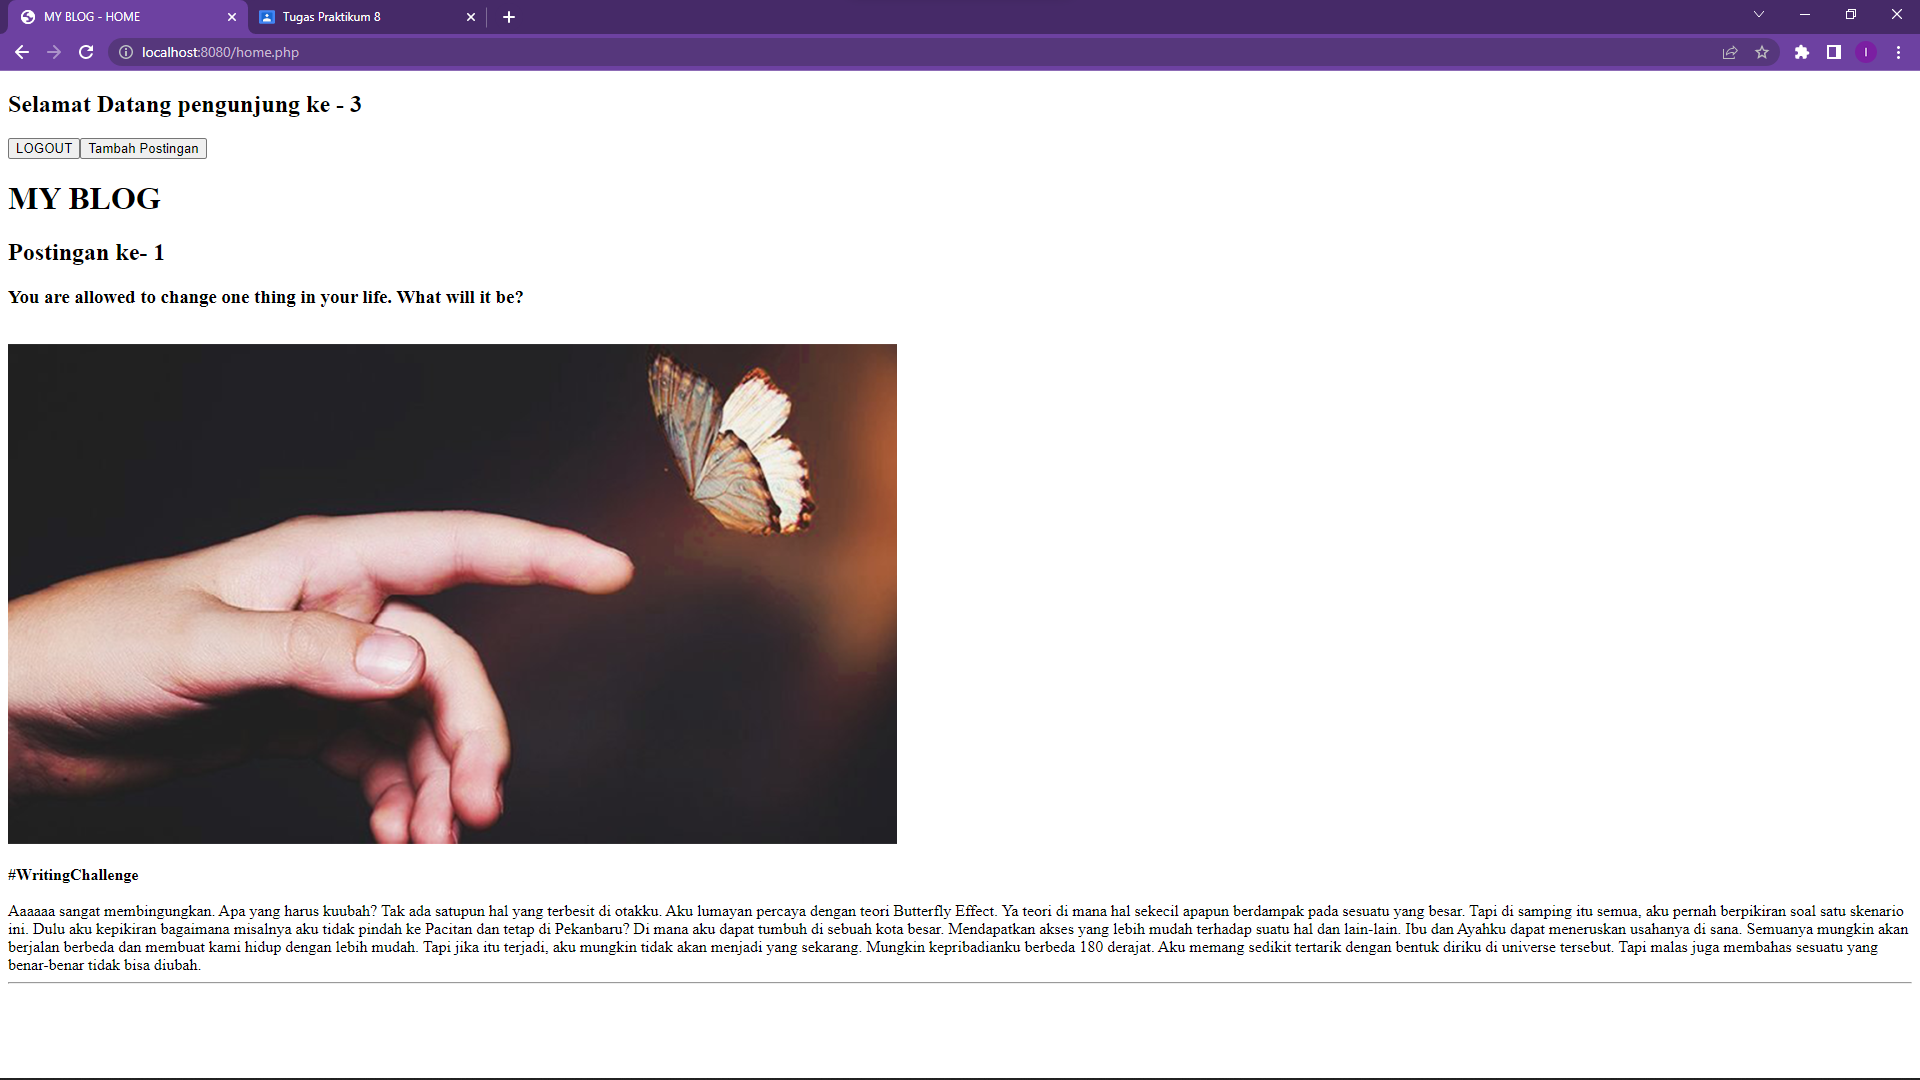 MY BLOG - HOME
Tugas Praktikum 8
localhost:8080/home.php
I
Selamat Datang pengunjung ke - 3
LOGOUT Tambah Postingan
MY BLOG
Postingan ke- 1
You are allowed to change one thing in your life. What will it be?
#WritingChallenge
Aaaaaa sangat membingungkan. Apa yang harus kuubah? Tak ada satupun hal yang terbesit di otakku. Aku lumayan percaya dengan teori Butterfly Effect. Ya teori di mana hal sekecil apapun berdampak pada sesuatu yang besar. Tapi di samping itu semua, aku pernah berpikiran soal satu skenario
ini. Dulu aku kepikiran bagaimana misalnya aku tidak pindah ke Pacitan dan tetap di Pekanbaru? Di mana aku dapat tumbuh di sebuah kota besar. Mendapatkan akses yang lebih mudah terhadap suatu hal dan lain-lain. Ibu dan Ayahku dapat meneruskan usahanya di sana. Semuanya mungkin akan
berjalan berbeda dan membuat kami hidup dengan lebih mudah. Tapi jika itu terjadi, aku mungkin tidak akan menjadi yang sekarang. Mungkin kepribadianku berbeda 180 derajat. Aku memang sedikit tertarik dengan bentuk diriku di universe tersebut. Tapi malas juga membahas sesuatu yang
benar-benar tidak bisa diubah.